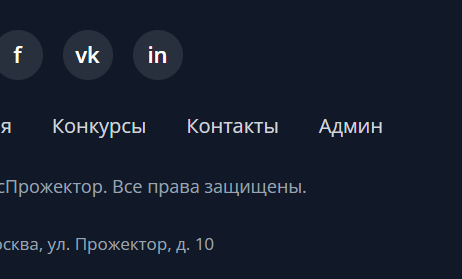 f vk in
я Конкурсы Контакты Админ
сПрожектор. Все права защищены.
осква, ул. Прожектор, д. 10